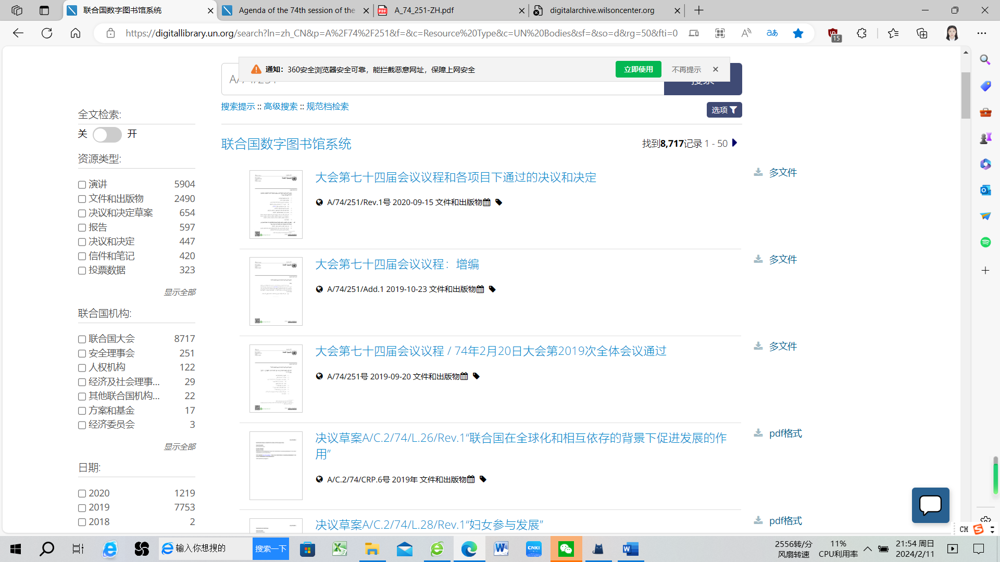 联合国数字图书馆系统
Agenda of the 74th session of the
A_74_251-ZH.pdf
digitalarchive.wilsoncenter.org
https://digitallibrary.un.org/search?ln=zh_CN&p=A%2F74%2F251&f=&c=Resource%20Type&c=UN%20Bodies&sf=&so=d&rg=50&fti=0
15
通知：360安全浏览器安全可靠，能拦截恶意网址，保障上网安全
立即使用
不再提示
A/74/251
搜索
搜索提示 :: 高级搜索 :: 规范档检索
选项
全文检索:
关
开
联合国数字图书馆系统
找到8,717记录 1 - 50
资源类型:
演讲 5904
文件和出版物 2490
决议和决定草案 654
报告 597
决议和决定 447
信件和笔记 420
投票数据 323
显示全部
联合国机构:
联合国大会 8717
安全理事会 251
人权机构 122
经济及社会理事... 29
其他联合国机构... 22
方案和基金 17
经济委员会 3
显示全部
日期:
2020 1219
2019 7753
2018 2
大会第七十四届会议议程和各项目下通过的决议和决定
A/74/251/Rev.1号 2020-09-15 文件和出版物
多文件
大会第七十四届会议议程：增编
A/74/251/Add.1 2019-10-23 文件和出版物
多文件
大会第七十四届会议议程 / 74年2月20日大会第2019次全体会议通过
A/74/251号 2019-09-20 文件和出版物
多文件
决议草案A/C.2/74/L.26/Rev.1“联合国在全球化和相互依存的背景下促进发展的作
用”
A/C.2/74/CRP.6号 2019年 文件和出版物
pdf格式
决议草案A/C.2/74/L.28/Rev.1“妇女参与发展”
pdf格式
CH
输入你想搜的
搜索一下
CNKI
2556转/分
风扇转速
11%
CPU利用率
21:54 周日
2024/2/11